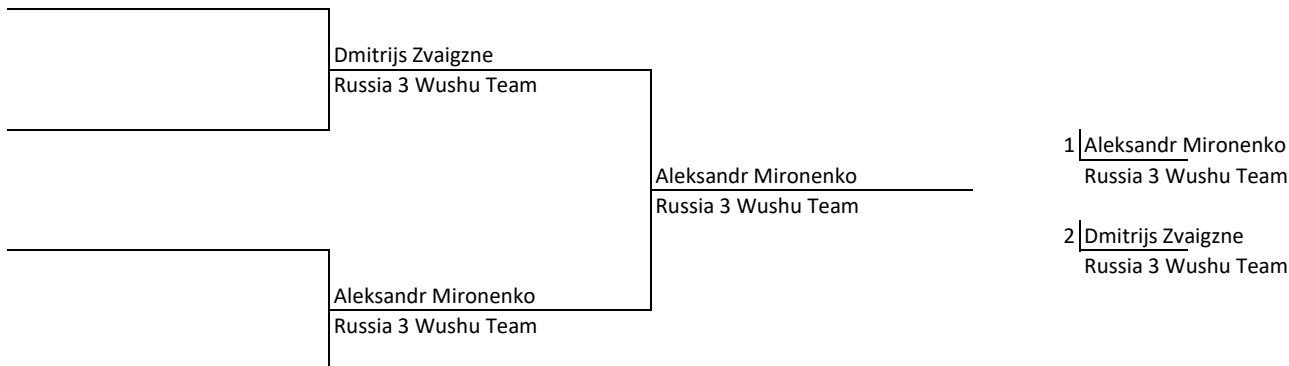 Dmitrijs Zvaigzne
Russia 3 Wushu Team
Aleksandr Mironenko
Russia 3 Wushu Team
Aleksandr Mironenko
Russia 3 Wushu Team
1 Aleksandr Mironenko
Russia 3 Wushu Team
2 Dmitrijs Zvaigzne
Russia 3 Wushu Team